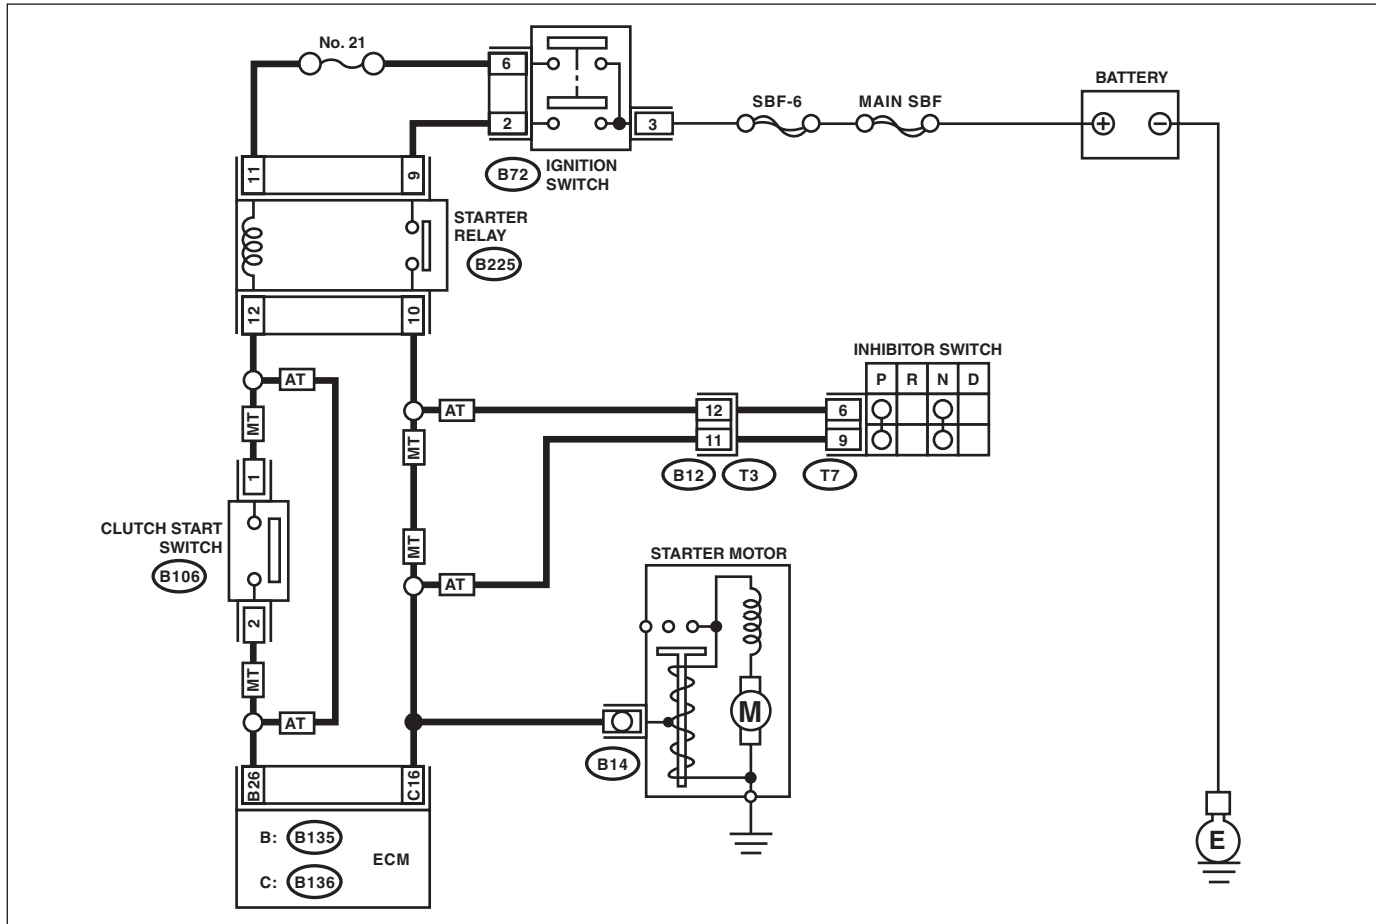 No. 21
6
2
3
SBF-6
MAIN SBF
BATTERY
+
−
B72
IGNITION
SWITCH
11
9
STARTER
RELAY
B225
12
10
AT
MT
AT
MT
12
11
6
9
B12
T3
T7
INHIBITOR SWITCH
P R N D
1
CLUTCH START
SWITCH
B106
2
MT
AT
MT
AT
STARTER MOTOR
M
B14
B26
C16
B: B135
C: B136
ECM
E